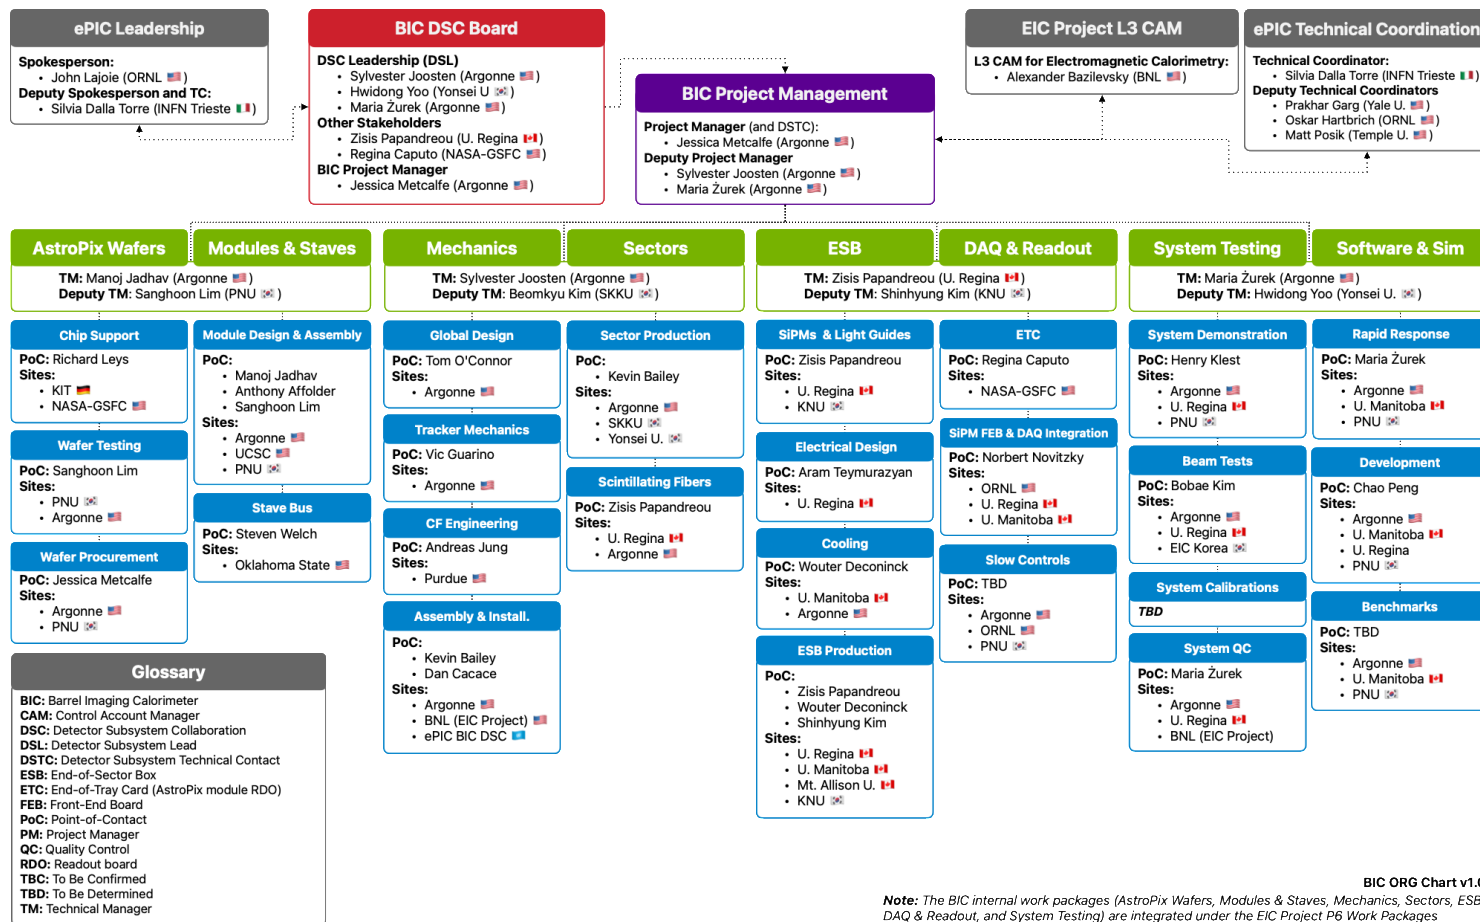 ePIC Leadership
Spokesperson:
• John Lajoie (ORNL 🇺🇸)
Deputy Spokesperson and TC:
• Silvia Dalla Torre (INFN Trieste 🇮🇹)
BIC DSC Board
DSC Leadership (DSL)
• Sylvester Joosten (Argonne 🇺🇸)
• Hwidong Yoo (Yonsei U 🇰🇷)
• Maria Żurek (Argonne 🇺🇸)
Other Stakeholders
• Zisis Papandreou (U. Regina 🇨🇦)
• Regina Caputo (NASA-GSFC 🇺🇸)
BIC Project Manager
• Jessica Metcalfe (Argonne 🇺🇸)
BIC Project Management
Project Manager (and DSTC):
• Jessica Metcalfe (Argonne 🇺🇸)
Deputy Project Manager
• Sylvester Joosten (Argonne 🇺🇸)
• Maria Żurek (Argonne 🇺🇸)
EIC Project L3 CAM
L3 CAM for Electromagnetic Calorimetry:
• Alexander Bazilevsky (BNL 🇺🇸)
ePIC Technical Coordination
Technical Coordinator:
• Silvia Dalla Torre (INFN Trieste 🇮🇹)
Deputy Technical Coordinators
• Prakhar Garg (Yale U. 🇺🇸)
• Oskar Hartbrich (ORNL 🇺🇸)
• Matt Posik (Temple U. 🇺🇸)
AstroPix Wafers
Modules & Staves
TM: Manoj Jadhav (Argonne 🇺🇸)
Deputy TM: Sanghoon Lim (PNU 🇰🇷)
Mechanics
Sectors
TM: Sylvester Joosten (Argonne 🇺🇸)
Deputy TM: Beomkyu Kim (SKKU 🇰🇷)
ESB
DAQ & Readout
TM: Zisis Papandreou (U. Regina 🇨🇦)
Deputy TM: Shinhyung Kim (KNU 🇰🇷)
System Testing
Software & Sim
TM: Maria Żurek (Argonne 🇺🇸)
Deputy TM: Hwidong Yoo (Yonsei U. 🇰🇷)
Chip Support
PoC: Richard Leys
Sites:
• KIT 🇩🇪
• NASA-GSFC 🇺🇸
Wafer Testing
PoC: Sanghoon Lim
Sites:
• PNU 🇰🇷
• Argonne 🇺🇸
Wafer Procurement
PoC: Jessica Metcalfe
Sites:
• Argonne 🇺🇸
• PNU 🇰🇷
Module Design & Assembly
PoC:
• Manoj Jadhav
• Anthony Affolder
• Sanghoon Lim
Sites:
• Argonne 🇺🇸
• UCSC 🇺🇸
• PNU 🇰🇷
Stave Bus
PoC: Steven Welch
Sites:
• Oklahoma State 🇺🇸
Global Design
PoC: Tom O'Connor
Sites:
• Argonne 🇺🇸
Tracker Mechanics
PoC: Vic Guarino
Sites:
• Argonne 🇺🇸
CF Engineering
PoC: Andreas Jung
Sites:
• Purdue 🇺🇸
Assembly & Install.
PoC:
• Kevin Bailey
• Dan Cacace
Sites:
• Argonne 🇺🇸
• BNL (EIC Project) 🇺🇸
• ePIC BIC DSC 🇺🇳
Sector Production
PoC:
• Kevin Bailey
Sites:
• Argonne 🇺🇸
• SKKU 🇰🇷
• Yonsei U. 🇰🇷
Scintillating Fibers
PoC: Zisis Papandreou
Sites:
• U. Regina 🇨🇦
• Argonne 🇺🇸
SiPMs & Light Guides
PoC: Zisis Papandreou
Sites:
• U. Regina 🇨🇦
• KNU 🇰🇷
Electrical Design
PoC: Aram Teymurazyan
Sites:
• U. Regina 🇨🇦
Cooling
PoC: Wouter Deconinck
Sites:
• U. Manitoba 🇨🇦
• Argonne 🇺🇸
ESB Production
PoC:
• Zisis Papandreou
• Wouter Deconinck
• Shinhyung Kim
Sites:
• U. Regina 🇨🇦
• U. Manitoba 🇨🇦
• Mt. Allison U. 🇨🇦
• KNU 🇰🇷
ETC
PoC: Regina Caputo
Sites:
• NASA-GSFC 🇺🇸
SiPM FEB & DAQ Integration
PoC: Norbert Novitzky
Sites:
• ORNL 🇺🇸
• U. Regina 🇨🇦
• U. Manitoba 🇨🇦
Slow Controls
PoC: TBD
Sites:
• Argonne 🇺🇸
• ORNL 🇺🇸
• PNU 🇰🇷
System Demonstration
PoC: Henry Klest
Sites:
• Argonne 🇺🇸
• U. Regina 🇨🇦
• PNU 🇰🇷
Beam Tests
PoC: Bobae Kim
Sites:
• Argonne 🇺🇸
• U. Regina 🇨🇦
• EIC Korea 🇰🇷
System Calibrations
TBD
System QC
PoC: Maria Żurek
Sites:
• Argonne 🇺🇸
• U. Regina 🇨🇦
• BNL (EIC Project)
Rapid Response
PoC: Maria Żurek
Sites:
• Argonne 🇺🇸
• U. Manitoba 🇨🇦
• PNU 🇰🇷
Development
PoC: Chao Peng
Sites:
• Argonne 🇺🇸
• U. Manitoba 🇨🇦
• U. Regina
• PNU 🇰🇷
Benchmarks
PoC: TBD
Sites:
• Argonne 🇺🇸
• U. Manitoba 🇨🇦
• PNU 🇰🇷
Glossary
BIC: Barrel Imaging Calorimeter
CAM: Control Account Manager
DSC: Detector Subsystem Collaboration
DSL: Detector Subsystem Lead
DSTC: Detector Subsystem Technical Contact
ESB: End-of-Sector Box
ETC: End-of-Tray Card (AstroPix module RDO)
FEB: Front-End Board
PoC: Point-of-Contact
PM: Project Manager
QC: Quality Control
RDO: Readout board
TBC: To Be Confirmed
TBD: To Be Determined
TM: Technical Manager
BIC ORG Chart
Note: The BIC internal work packages (AstroPix Wafers, Modules & Staves, Mechanics, Sectors, ESB
DAQ & Readout, and System Testing) are integrated under the EIC Project P6 Work Packages